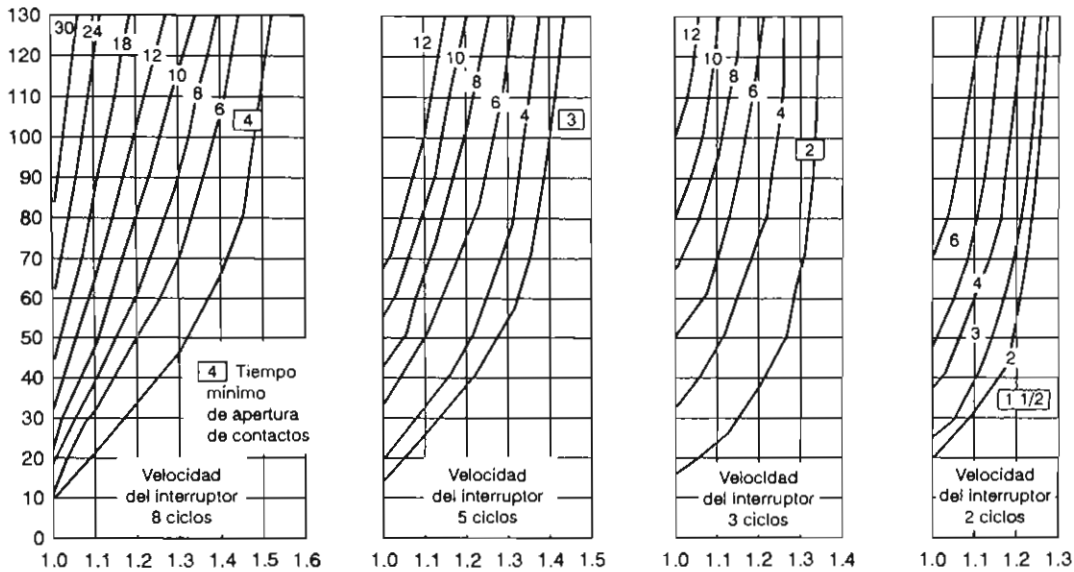 130
120
110
100
90
80
70
60
50
40
30
20
10
0
30
24
18
12
10
8
6
4
4 Tiempo
mínimo
de apertura
de contactos
Velocidad
del interruptor
8 ciclos
1.0 1.1 1.2 1.3 1.4 1.5 1.6
12
10
8
6
4
3
Velocidad
del interruptor
5 ciclos
1.0 1.1 1.2 1.3 1.4 1.5
12
10
8
6
4
2
Velocidad
del interruptor
3 ciclos
1.0 1.1 1.2 1.3 1.4
6
4
3
2
1 1/2
Velocidad
del interruptor
2 ciclos
1.0 1.1 1.2 1.3